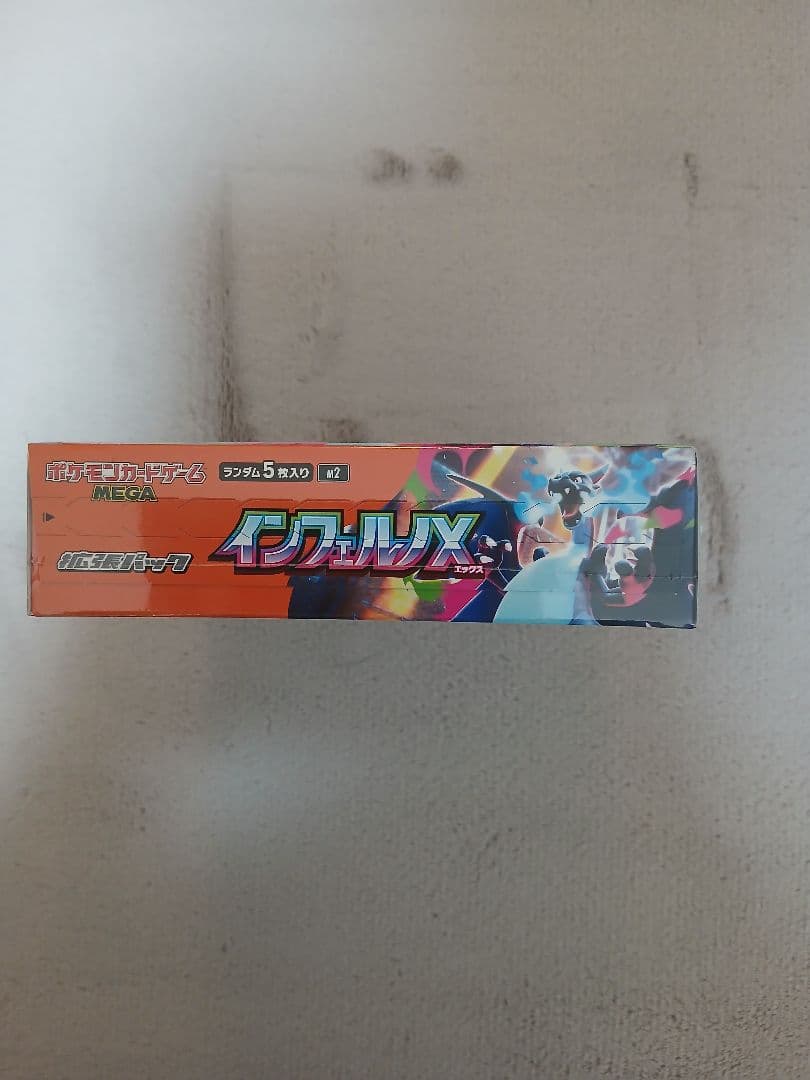 ポケモンカードゲーム
MEGA
ランダム5枚入り M2
拡張パック
インフェルノX
エックス